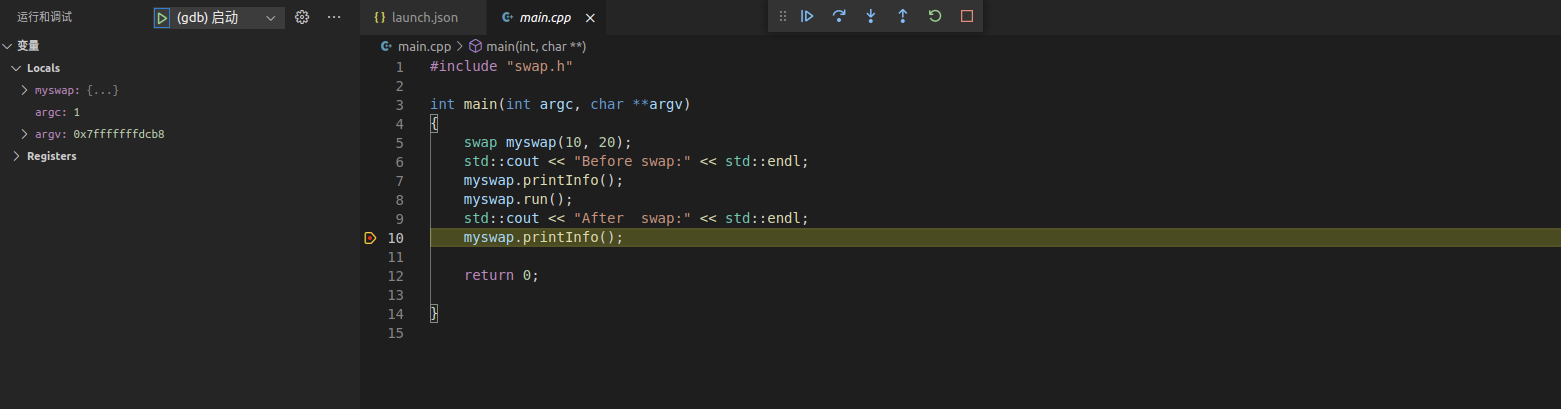 运行和调试
(gdb) 启动
变量
Locals
myswap: {...}
argc: 1
argv: 0x7fffffffdcb8
Registers
launch.json
main.cpp
main.cpp > main(int, char **)
1 #include "swap.h"
2
3 int main(int argc, char **argv)
4 {
5 swap myswap(10, 20);
6 std::cout << "Before swap:" << std::endl;
7 myswap.printInfo();
8 myswap.run();
9 std::cout << "After  swap:" << std::endl;
10 myswap.printInfo();
11
12 return 0;
13
14 }
15